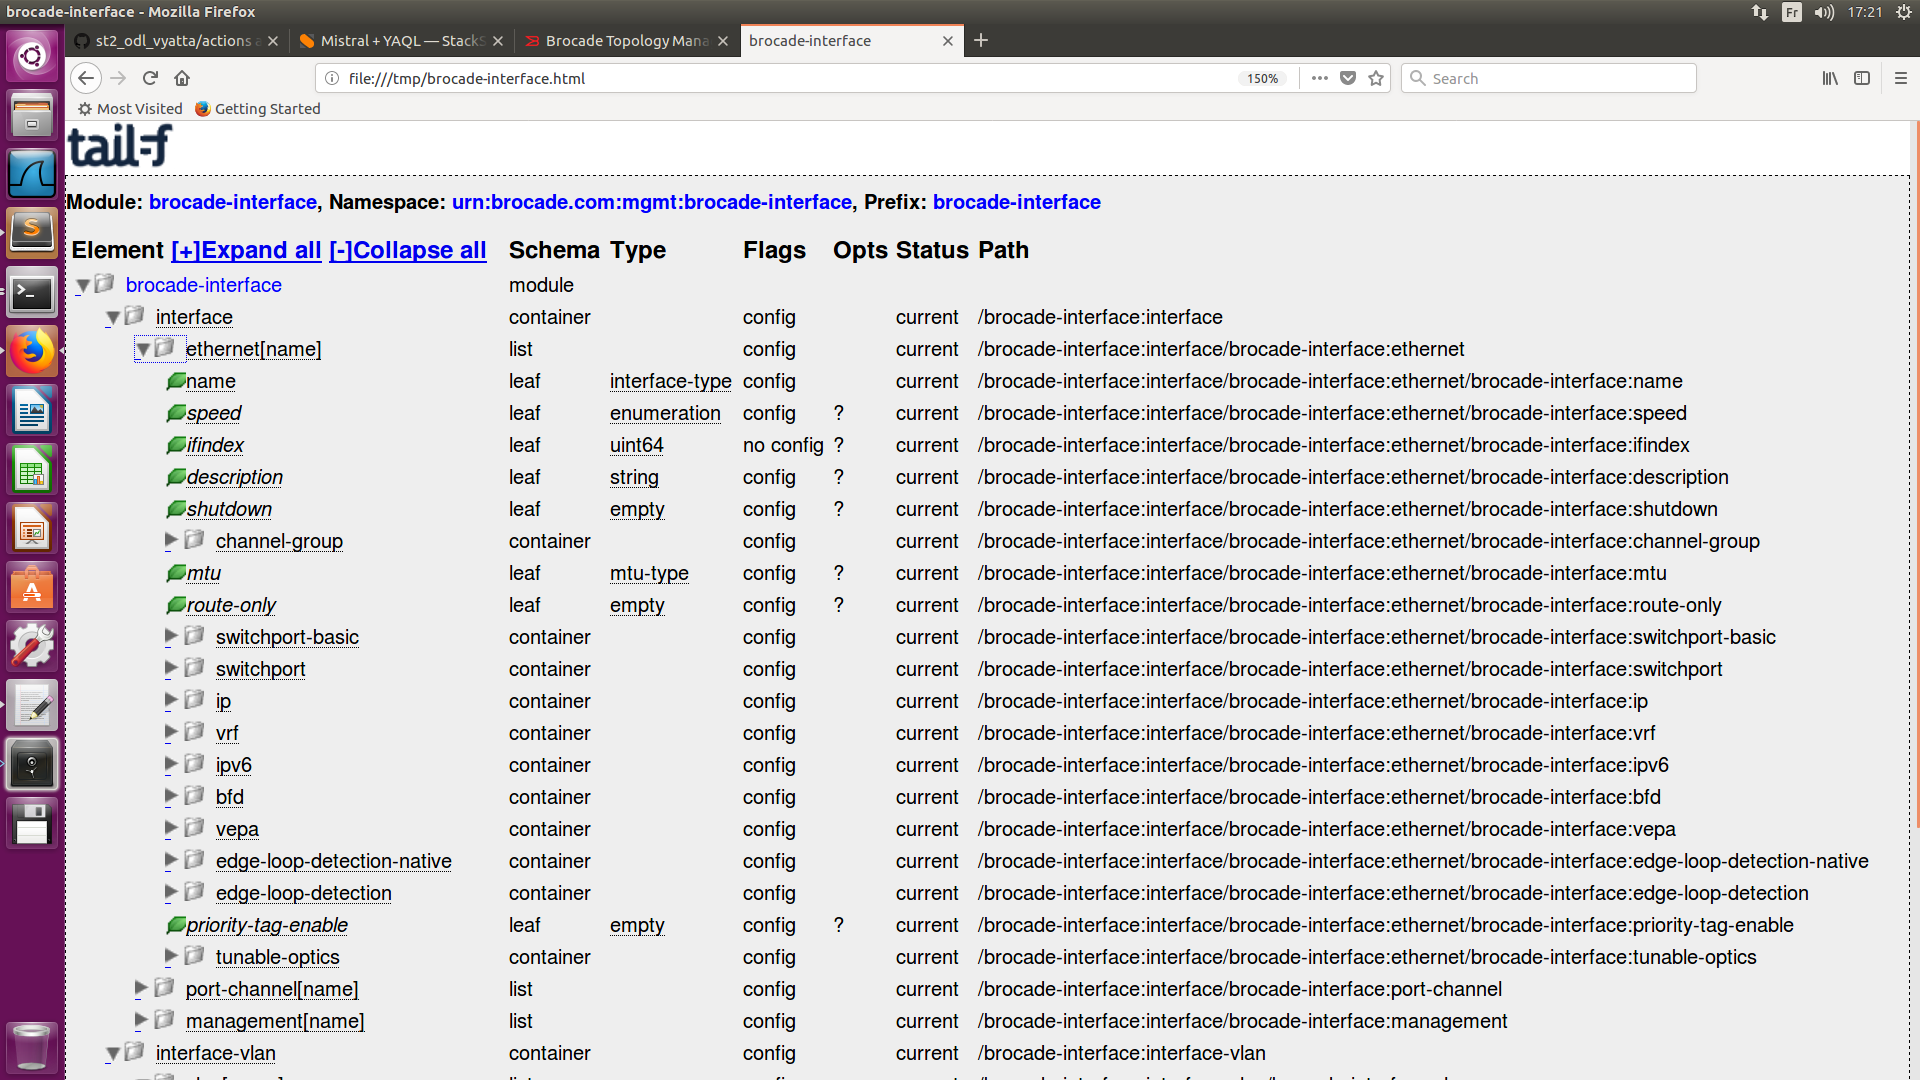 brocade-interface - Mozilla Firefox
Fr 17:21
st2_odl_vyatta/actions a
Mistral + YAQL — StackS
Brocade Topology Mana
brocade-interface
file:///tmp/brocade-interface.html
150%
Search
Most Visited
Getting Started
tail-f
Module: brocade-interface, Namespace: urn:brocade.com:mgmt:brocade-interface, Prefix: brocade-interface
Element [+]Expand all [-]Collapse all Schema Type Flags Opts Status Path
brocade-interface module
interface container config current /brocade-interface:interface
ethernet[name] list config current /brocade-interface:interface/brocade-interface:ethernet
name leaf interface-type config current /brocade-interface:interface/brocade-interface:ethernet/brocade-interface:name
speed leaf enumeration config ? current /brocade-interface:interface/brocade-interface:ethernet/brocade-interface:speed
ifindex leaf uint64 no config ? current /brocade-interface:interface/brocade-interface:ethernet/brocade-interface:ifindex
description leaf string config ? current /brocade-interface:interface/brocade-interface:ethernet/brocade-interface:description
shutdown leaf empty config ? current /brocade-interface:interface/brocade-interface:ethernet/brocade-interface:shutdown
channel-group container config current /brocade-interface:interface/brocade-interface:ethernet/brocade-interface:channel-group
mtu leaf mtu-type config ? current /brocade-interface:interface/brocade-interface:ethernet/brocade-interface:mtu
route-only leaf empty config ? current /brocade-interface:interface/brocade-interface:ethernet/brocade-interface:route-only
switchport-basic container config current /brocade-interface:interface/brocade-interface:ethernet/brocade-interface:switchport-basic
switchport container config current /brocade-interface:interface/brocade-interface:ethernet/brocade-interface:switchport
ip container config current /brocade-interface:interface/brocade-interface:ethernet/brocade-interface:ip
vrf container config current /brocade-interface:interface/brocade-interface:ethernet/brocade-interface:vrf
ipv6 container config current /brocade-interface:interface/brocade-interface:ethernet/brocade-interface:ipv6
bfd container config current /brocade-interface:interface/brocade-interface:ethernet/brocade-interface:bfd
vepa container config current /brocade-interface:interface/brocade-interface:ethernet/brocade-interface:vepa
edge-loop-detection-native container config current /brocade-interface:interface/brocade-interface:ethernet/brocade-interface:edge-loop-detection-native
edge-loop-detection container config current /brocade-interface:interface/brocade-interface:ethernet/brocade-interface:edge-loop-detection
priority-tag-enable leaf empty config ? current /brocade-interface:interface/brocade-interface:ethernet/brocade-interface:priority-tag-enable
tunable-optics container config current /brocade-interface:interface/brocade-interface:ethernet/brocade-interface:tunable-optics
port-channel[name] list config current /brocade-interface:interface/brocade-interface:port-channel
management[name] list config current /brocade-interface:interface/brocade-interface:management
interface-vlan container config current /brocade-interface:interface-vlan